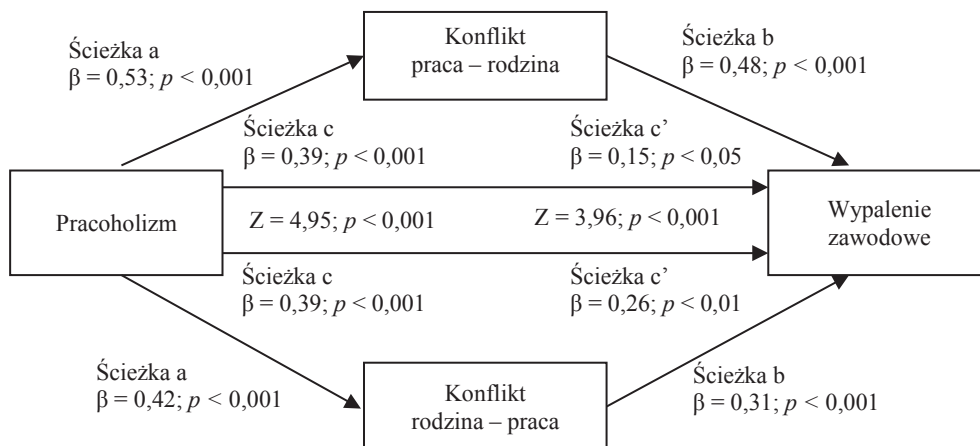 Ścieżka a
β = 0,53; p < 0,001
Konflikt
praca – rodzina
Ścieżka b
β = 0,48; p < 0,001
Ścieżka c
β = 0,39; p < 0,001
Ścieżka c’
β = 0,15; p < 0,05
Pracoholizm
Z = 4,95; p < 0,001
Z = 3,96; p < 0,001
Wypalenie
zawodowe
Ścieżka c
β = 0,39; p < 0,001
Ścieżka c’
β = 0,26; p < 0,01
Ścieżka a
β = 0,42; p < 0,001
Konflikt
rodzina – praca
Ścieżka b
β = 0,31; p < 0,001